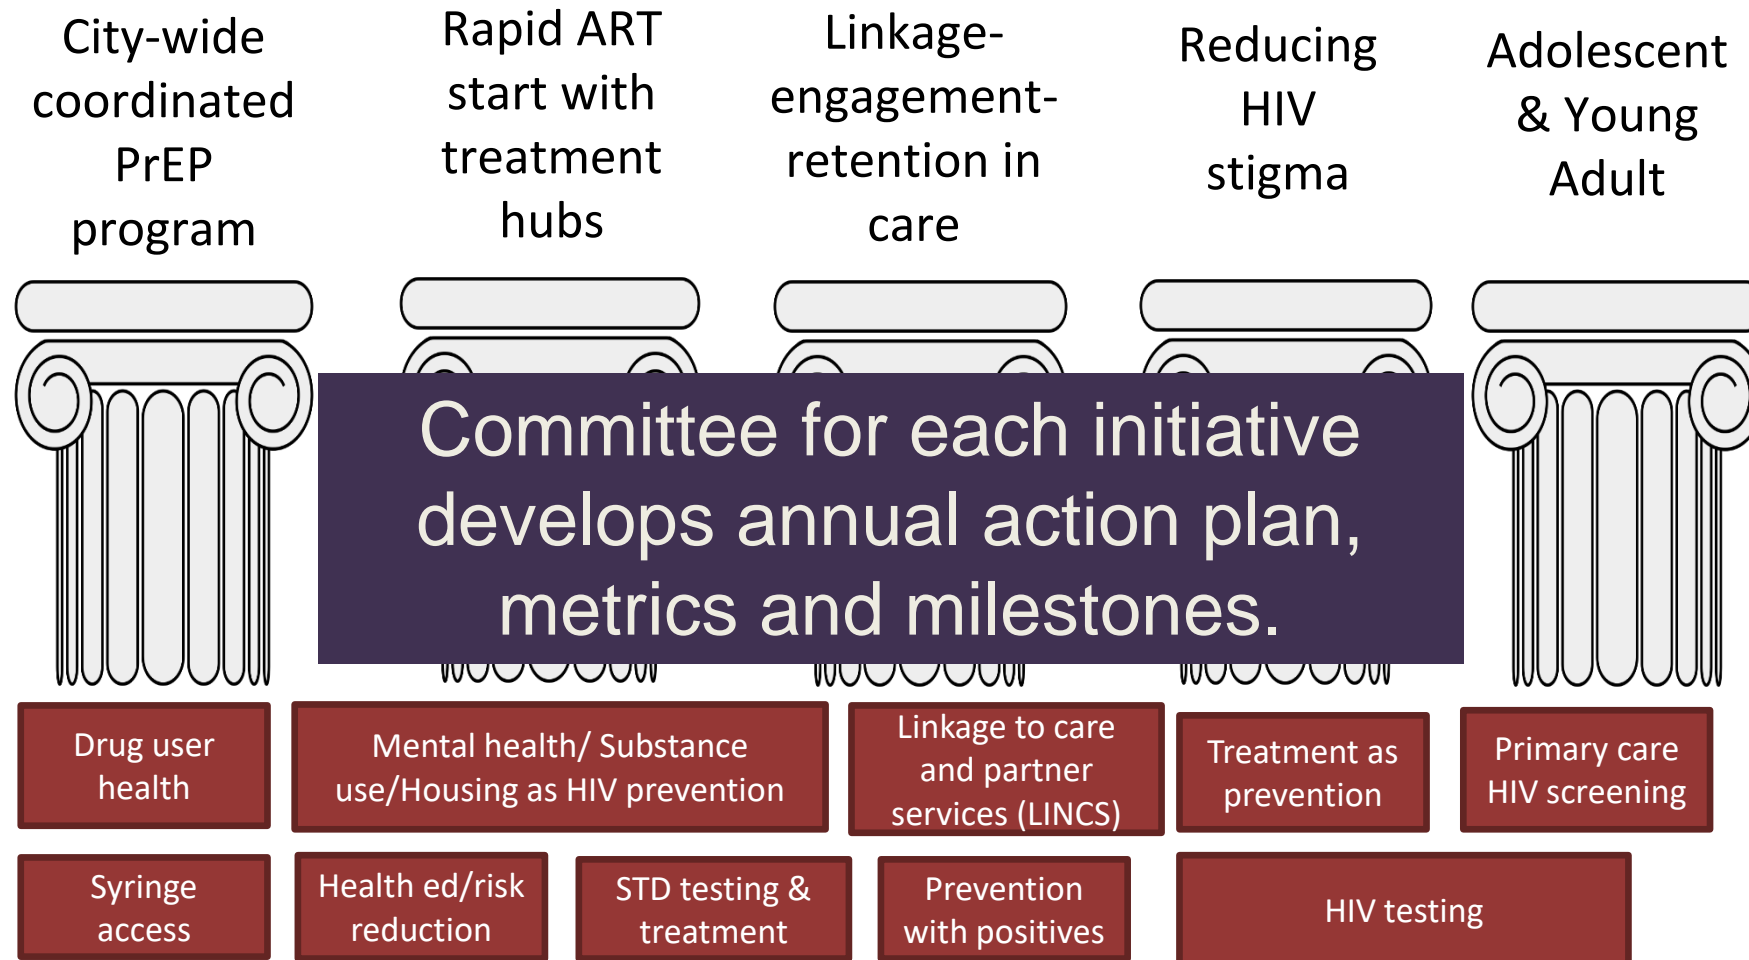 City-wide
coordinated
PrEP
program
Rapid ART
start with
treatment
hubs
Linkage-
engagement-
retention in
care
Reducing
HIV
stigma
Adolescent
& Young
Adult
Committee for each initiative
develops annual action plan,
metrics and milestones.
Drug user
health
Mental health/ Substance
use/Housing as HIV prevention
Linkage to care
and partner
services (LINCS)
Treatment as
prevention
Primary care
HIV screening
Syringe
access
Health ed/risk
reduction
STD testing &
treatment
Prevention
with positives
HIV testing